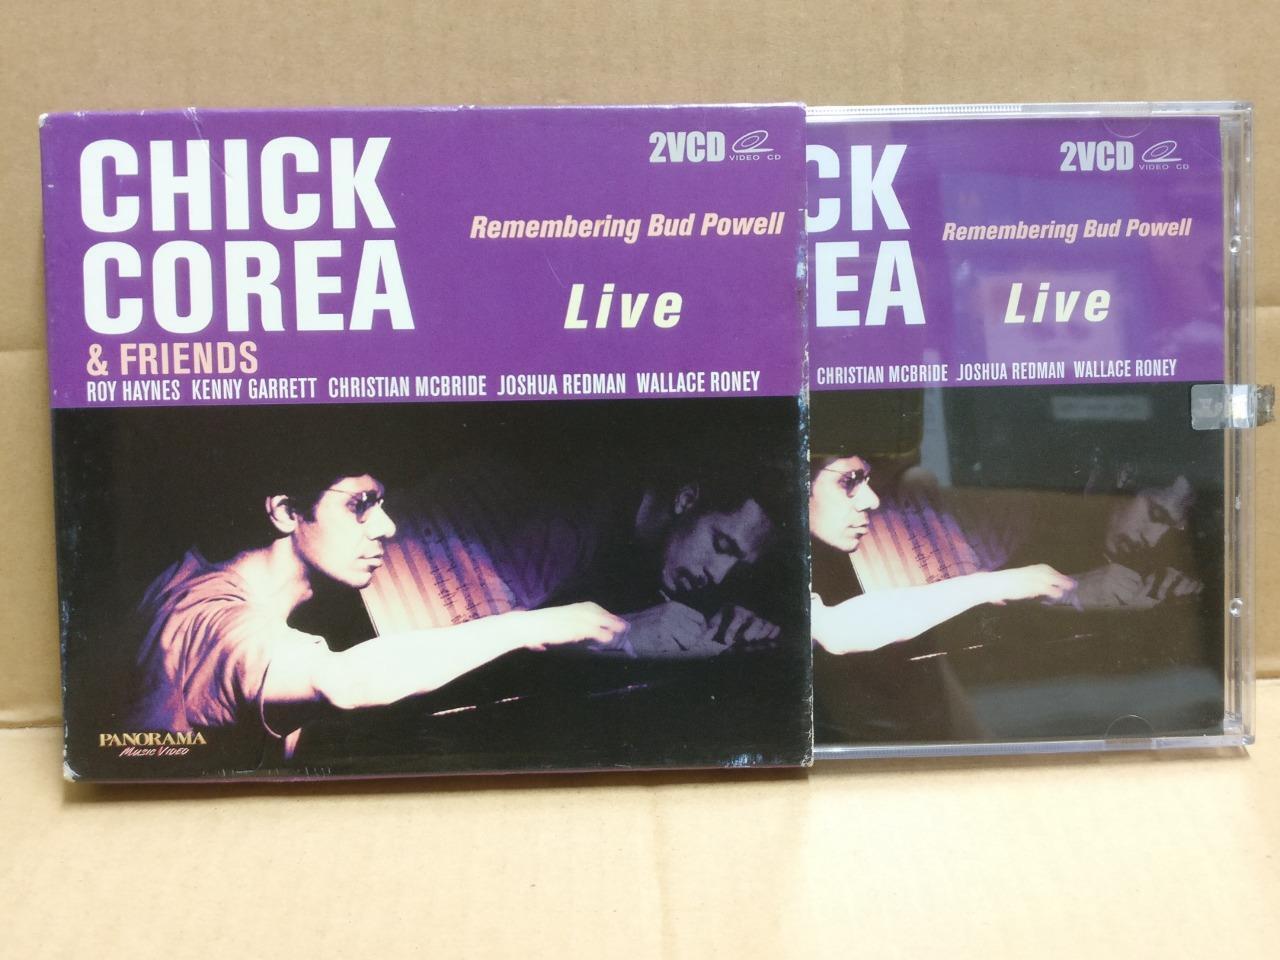 CHICK
COREA
& FRIENDS
ROY HAYNES KENNY GARRETT CHRISTIAN MCBRIDE JOSHUA REDMAN WALLACE RONEY
2VCD VIDEO CD
Remembering Bud Powell
Live
PANORAMA
MUSIC VIDEO
CK
EA
2VCD VIDEO CD
Remembering Bud Powell
Live
CHRISTIAN MCBRIDE JOSHUA REDMAN WALLACE RONEY